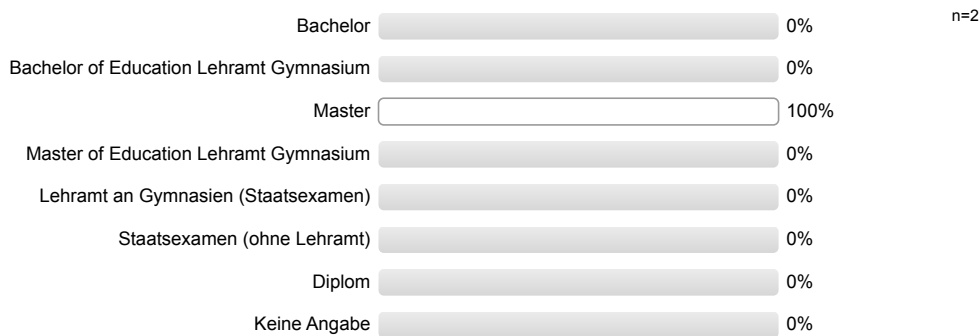 Bachelor 0% n=2
Bachelor of Education Lehramt Gymnasium 0%
Master 100%
Master of Education Lehramt Gymnasium 0%
Lehramt an Gymnasien (Staatsexamen) 0%
Staatsexamen (ohne Lehramt) 0%
Diplom 0%
Keine Angabe 0%